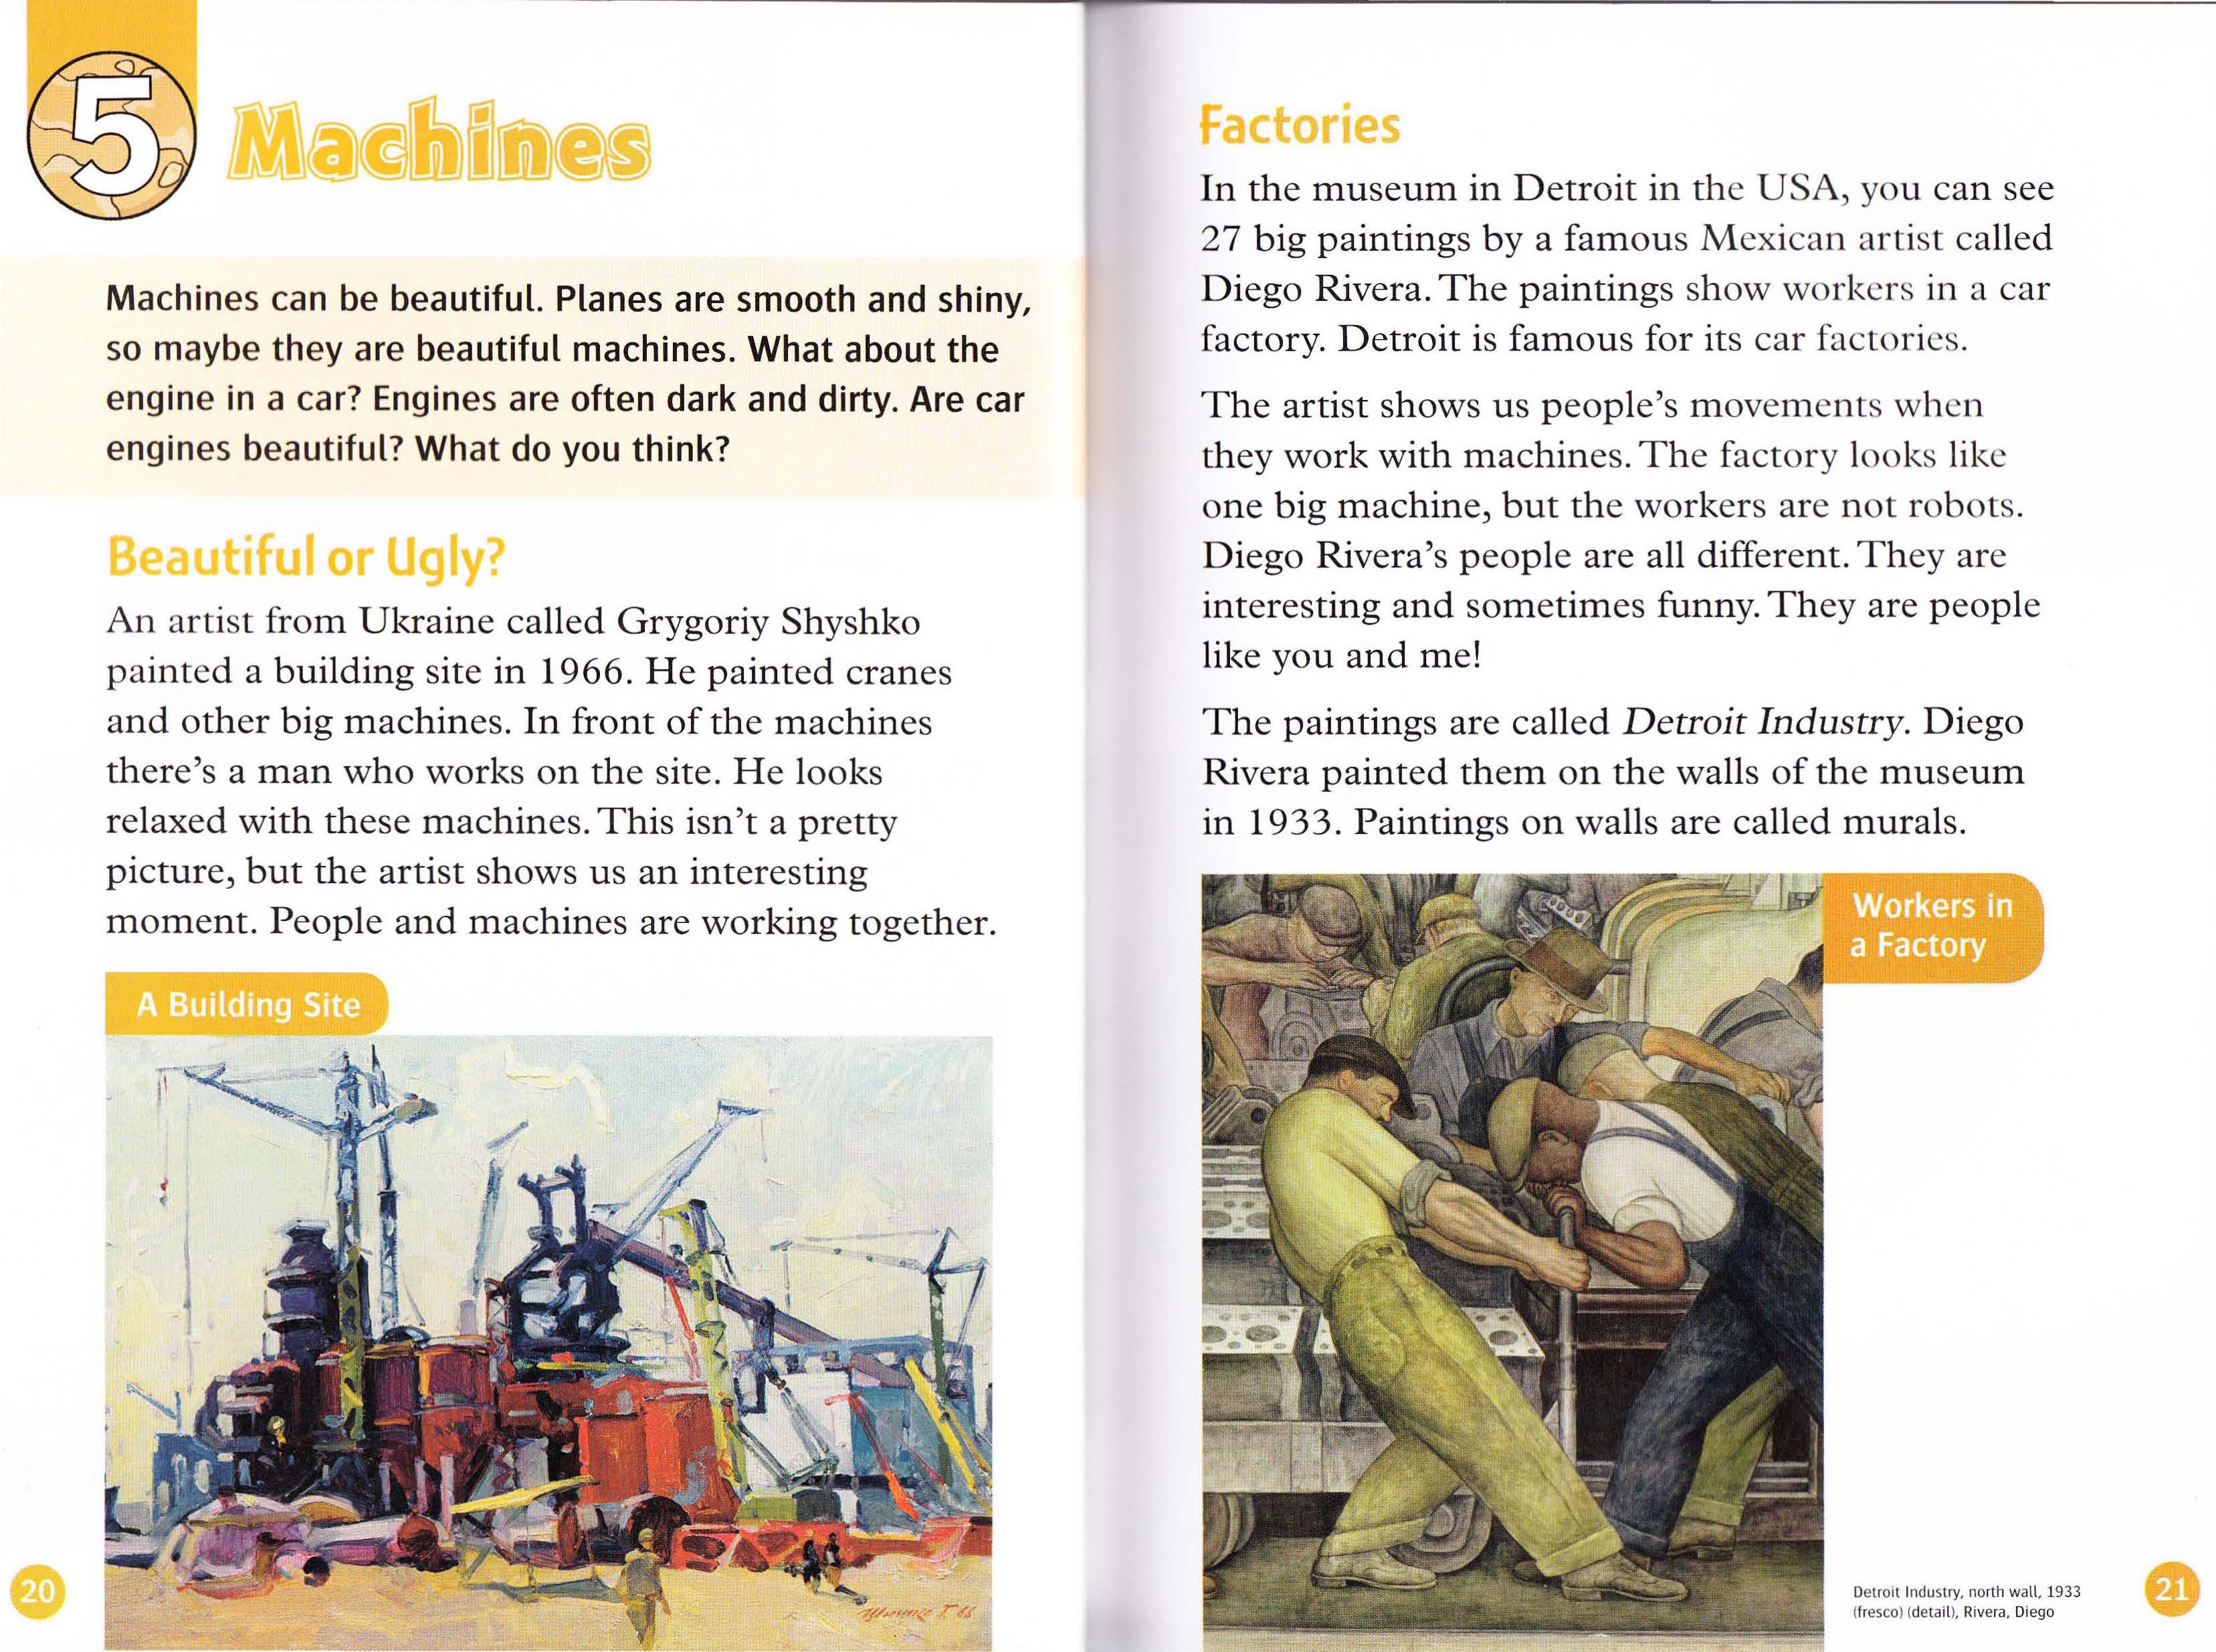 5
Machines
Machines can be beautiful. Planes are smooth and shiny,
so maybe they are beautiful machines. What about the
engine in a car? Engines are often dark and dirty. Are car
engines beautiful? What do you think?
Beautiful or Ugly?
An artist from Ukraine called Grygoriy Shyshko
painted a building site in 1966. He painted cranes
and other big machines. In front of the machines
there's a man who works on the site. He looks
relaxed with these machines. This isn't a pretty
picture, but the artist shows us an interesting
moment. People and machines are working together.
A Building Site
20
Factories
In the museum in Detroit in the USA, you can see
27 big paintings by a famous Mexican artist called
Diego Rivera. The paintings show workers in a car
factory. Detroit is famous for its car factories.
The artist shows us people's movements when
they work with machines. The factory looks like
one big machine, but the workers are not robots.
Diego Rivera's people are all different. They are
interesting and sometimes funny. They are people
like you and me!
The paintings are called Detroit Industry. Diego
Rivera painted them on the walls of the museum
in 1933. Paintings on walls are called murals.
Workers in
a Factory
Detroit Industry, north wall, 1933
(fresco) (detail), Rivera, Diego
21